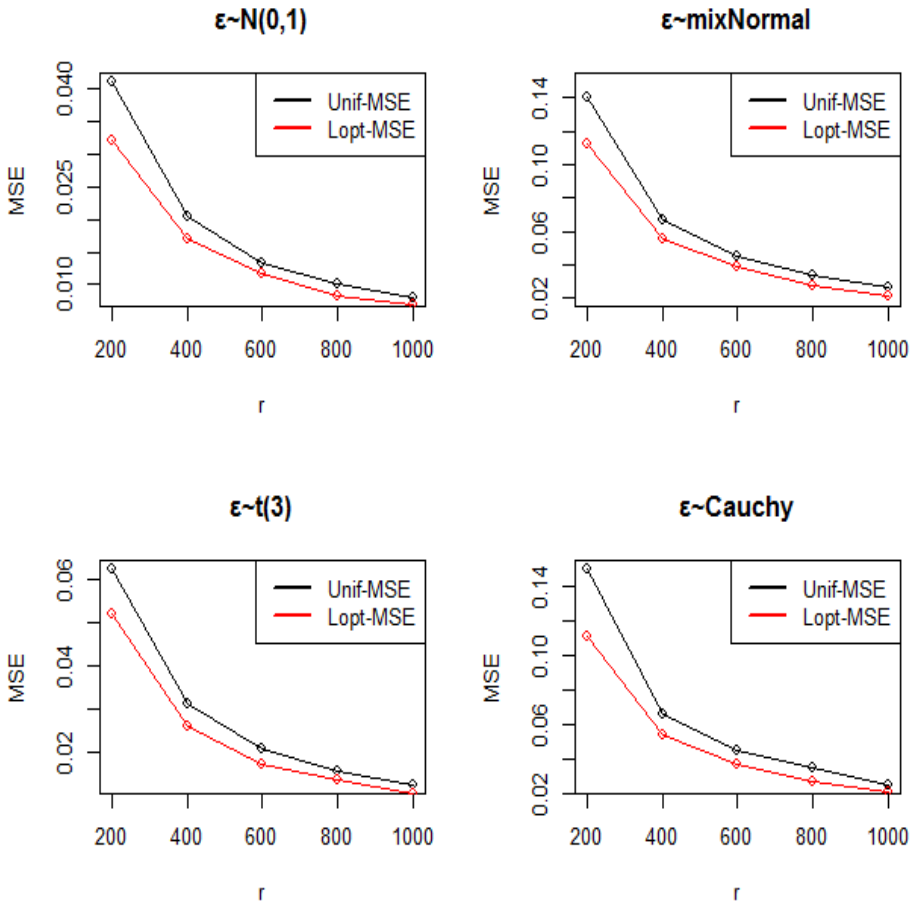 ε~N(0,1)
MSE
0.040
0.025
0.010
Unif-MSE
Lopt-MSE
200 400 600 800 1000
r
ε~mixNormal
MSE
0.14
0.10
0.06
0.02
Unif-MSE
Lopt-MSE
200 400 600 800 1000
r
ε~t(3)
MSE
0.06
0.04
0.02
Unif-MSE
Lopt-MSE
200 400 600 800 1000
r
ε~Cauchy
MSE
0.14
0.10
0.06
0.02
Unif-MSE
Lopt-MSE
200 400 600 800 1000
r